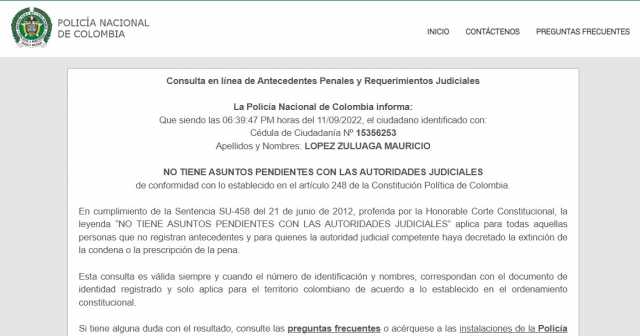 POLICÍA NACIONAL
DE COLOMBIA
INICIO CONTÁCTENOS PREGUNTAS FRECUENTES
Consulta en línea de Antecedentes Penales y Requerimientos Judiciales
La Policía Nacional de Colombia informa:
Que siendo las 06:39:47 PM horas del 11/09/2022, el ciudadano identificado con:
Cédula de Ciudadanía Nº 15356253
Apellidos y Nombres: LOPEZ ZULUAGA MAURICIO
NO TIENE ASUNTOS PENDIENTES CON LAS AUTORIDADES JUDICIALES
de conformidad con lo establecido en el artículo 248 de la Constitución Política de Colombia.
En cumplimiento de la Sentencia SU-458 del 21 de junio de 2012, proferida por la Honorable Corte Constitucional, la
leyenda "NO TIENE ASUNTOS PENDIENTES CON LAS AUTORIDADES JUDICIALES" aplica para todas aquellas
personas que no registran antecedentes y para quienes la autoridad judicial competente haya decretado la extinción de
la condena o la prescripción de la pena.
Esta consulta es válida siempre y cuando el número de identificación y nombres, correspondan con el documento de
identidad registrado y solo aplica para el territorio colombiano de acuerdo a lo establecido en el ordenamiento
constitucional.
Si tiene alguna duda con el resultado, consulte las preguntas frecuentes o acérquese a las instalaciones de la Policía